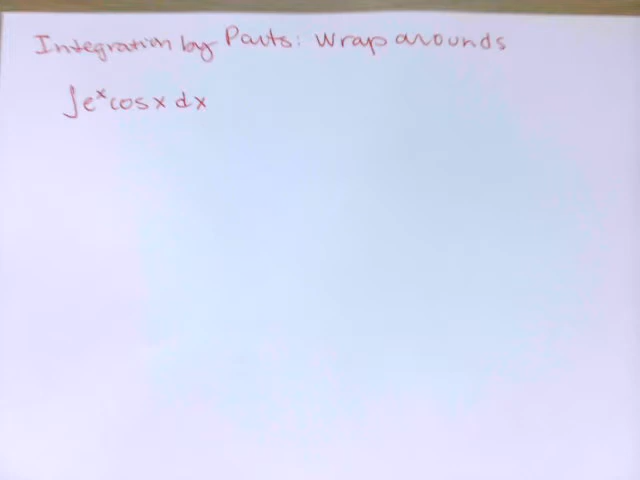 Integration by Parts: Wrap arounds
∫e^x cos x dx